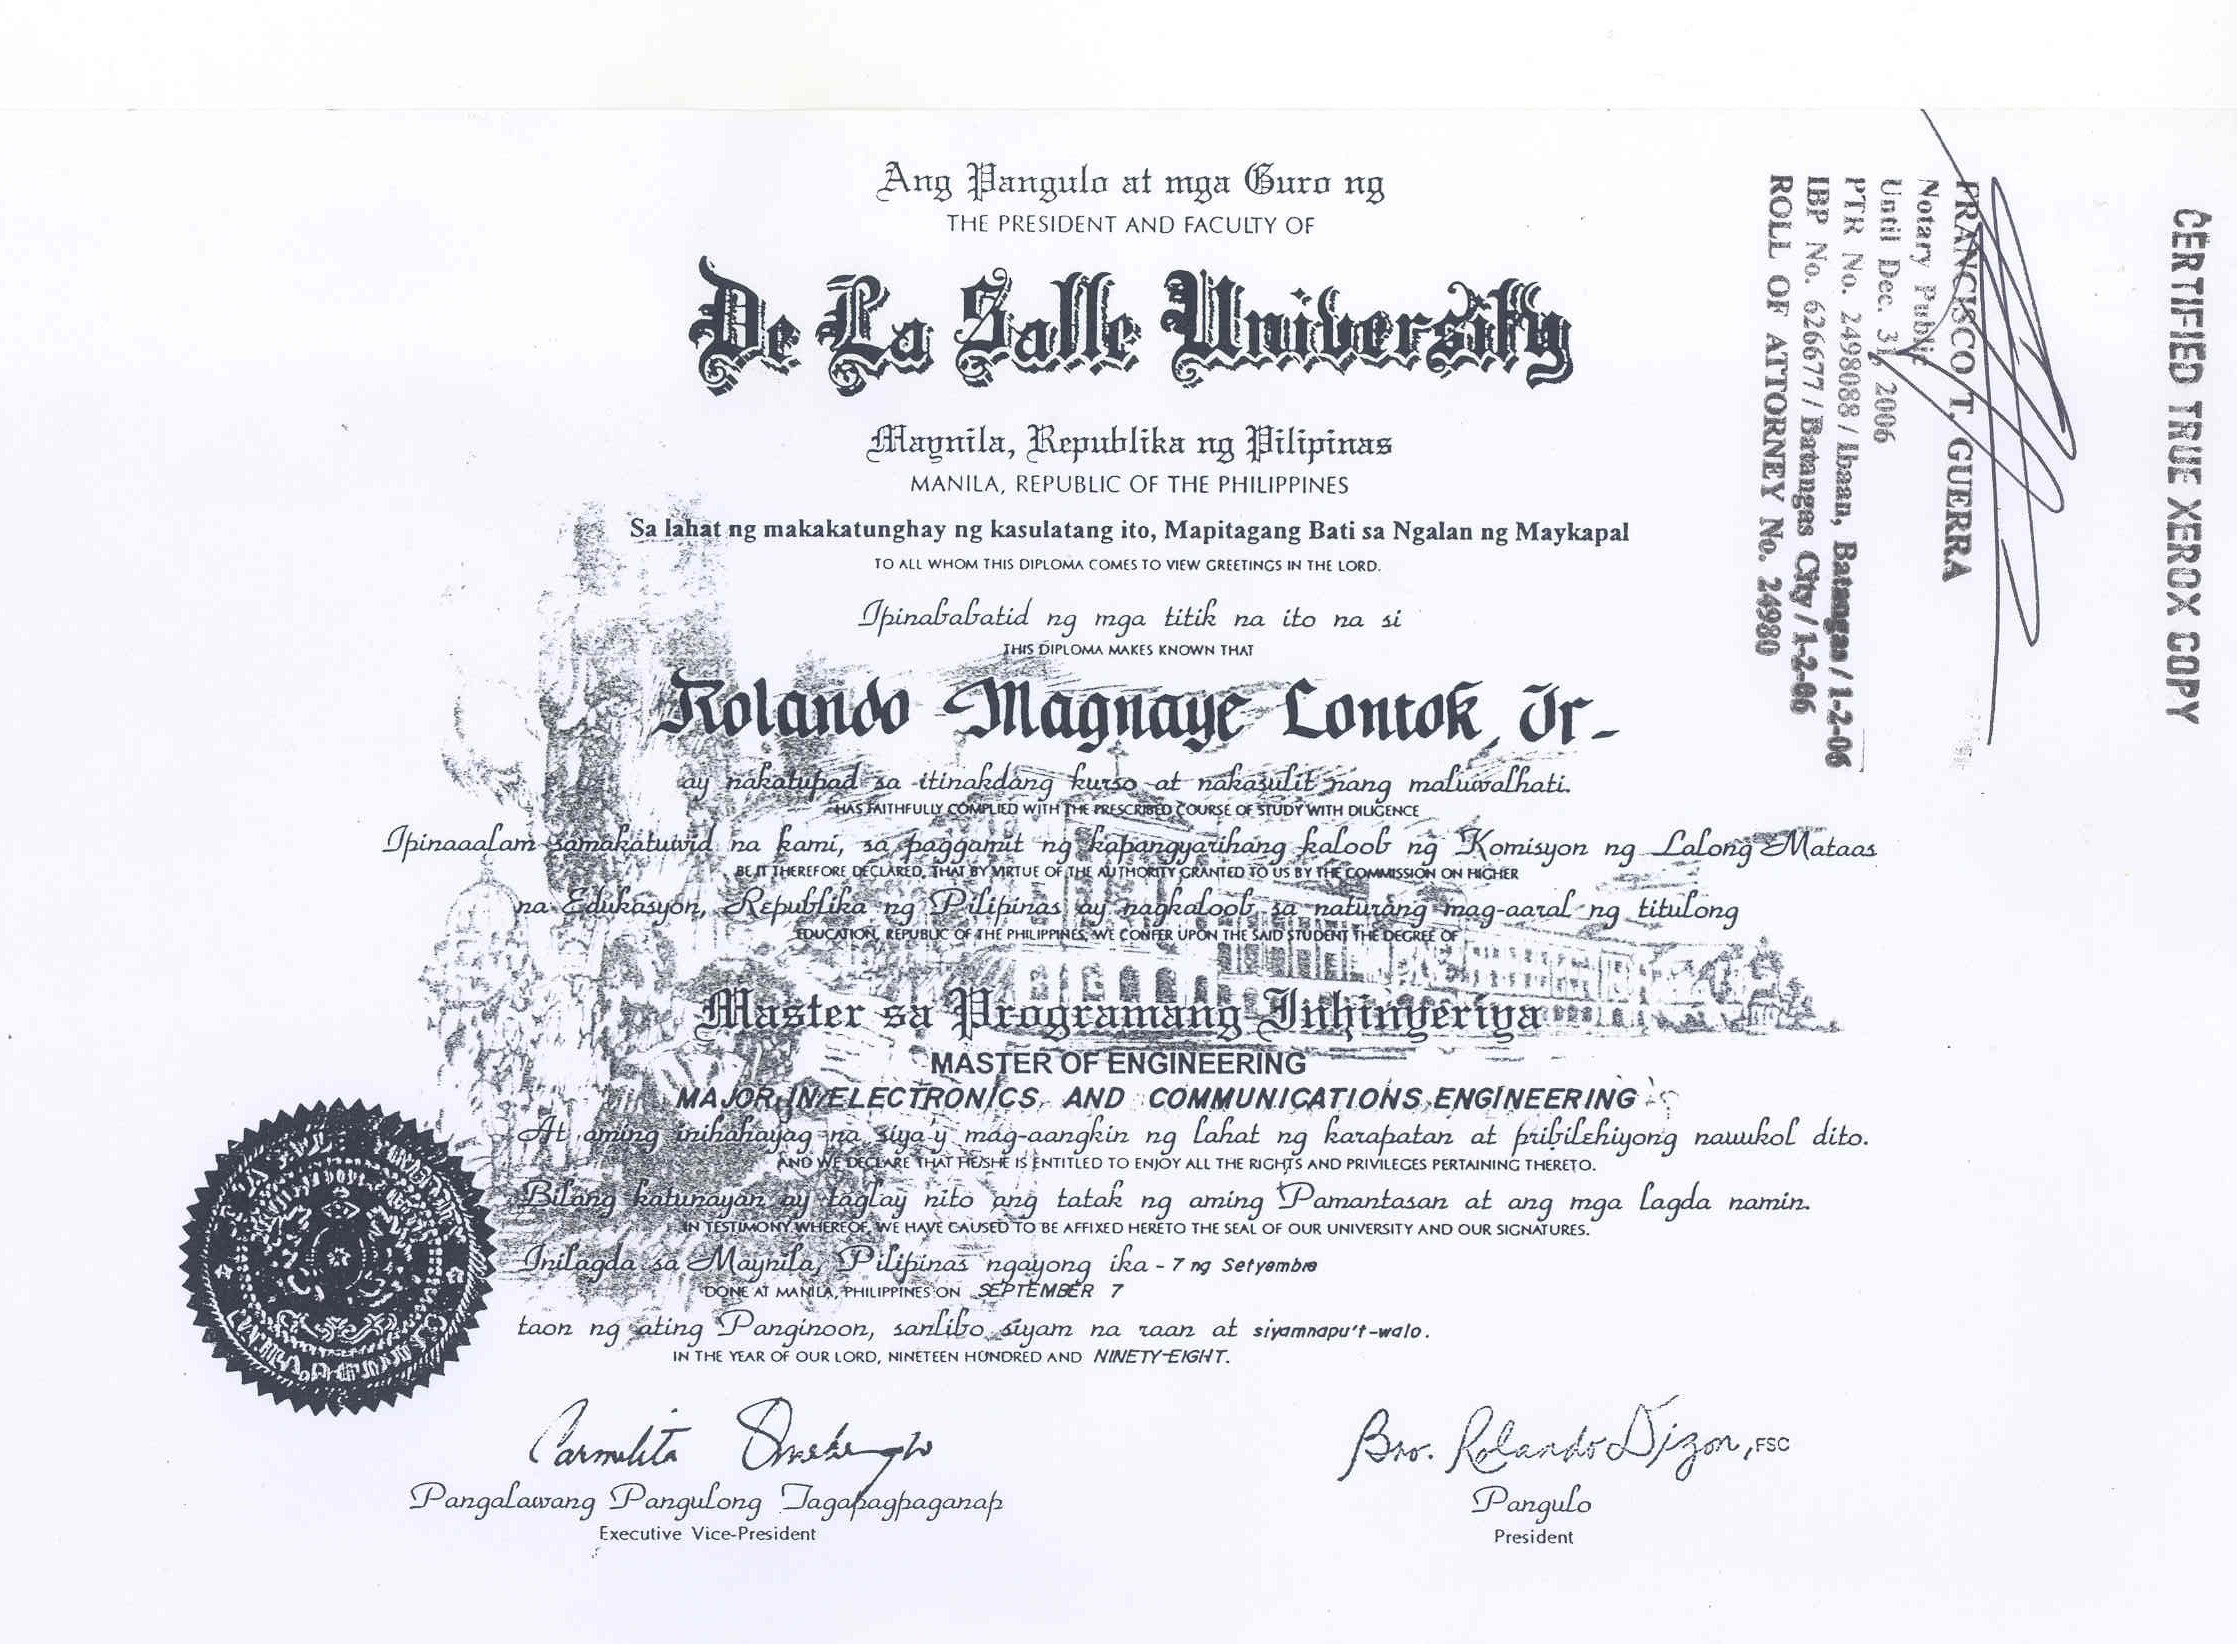 Ang Pangulo at mga Guro ng
THE PRESIDENT AND FACULTY OF
De La Salle University
Maynila, Republika ng Pilipinas
MANILA, REPUBLIC OF THE PHILIPPINES
Sa lahat ng makakatunghay ng kasulatang ito, Mapitagang Bati sa Ngalan ng Maykapal
TO ALL WHOM THIS DIPLOMA COMES TO VIEW GREETINGS IN THE LORD.
Ipinababatid ng mga titik na ito na si
THIS DIPLOMA MAKES KNOWN THAT
Rolando Magnaye Lontok, Jr-
ay nakatupad sa itinakdang kurso at nakasulit nang maluwalhati.
HAS FAITHFULLY COMPLIED WITH THE PRESCRIBED COURSE OF STUDY WITH DILIGENCE
Ipinaaalam samakatuwid na kami, sa paggamit ng kapangyarihang kaloob ng Komisyon ng Lalong Mataas
BE IT THEREFORE DECLARED, THAT BY VIRTUE OF THE AUTHORITY GRANTED TO US BY THE COMMISSION ON HIGHER
na Edukasyon, Republika ng Pilipinas ay nagkaloob sa naturang mag-aaral ng titulong
EDUCATION, REPUBLIC OF THE PHILIPPINES, WE CONFER UPON THE SAID STUDENT THE DEGREE OF
Master sa Programang Inhinyeriya
MASTER OF ENGINEERING
MAJOR IN ELECTRONICS AND COMMUNICATIONS ENGINEERING
At aming inihahayag na siya'y mag-aangkin ng lahat ng karapatan at pribilehiyong nauukol dito.
AND WE DECLARE THAT HE/SHE IS ENTITLED TO ENJOY ALL THE RIGHTS AND PRIVILEGES PERTAINING THERETO.
Bilang katunayan ay taglay nito ang tatak ng aming Pamantasan at ang mga lagda namin.
IN TESTIMONY WHEREOF, WE HAVE CAUSED TO BE AFFIXED HERETO THE SEAL OF OUR UNIVERSITY AND OUR SIGNATURES.
Inilagda sa Maynila, Pilipinas ngayong ika - 7 ng Setyembre
DONE AT MANILA, PHILIPPINES ON SEPTEMBER 7
taon ng ating Panginoon, sanlibo siyam na raan at siyamnapu't-walo.
IN THE YEAR OF OUR LORD, NINETEEN HUNDRED AND NINETY-EIGHT.
Carmelita
Pangalawang Pangulong Tagapagpaganap
Executive Vice-President
Bro. Rolando Dizon, FSC
Pangulo
President
CERTIFIED TRUE XEROX COPY
FRANCISCO T. GUERRA
Notary Public
Until Dec. 31, 2006
PTR No. 2498088 / Ibaan, Batangas / 1-2-06
IBP No. 626677 / Batangas City / 1-2-06
ROLL OF ATTORNEY No. 24980